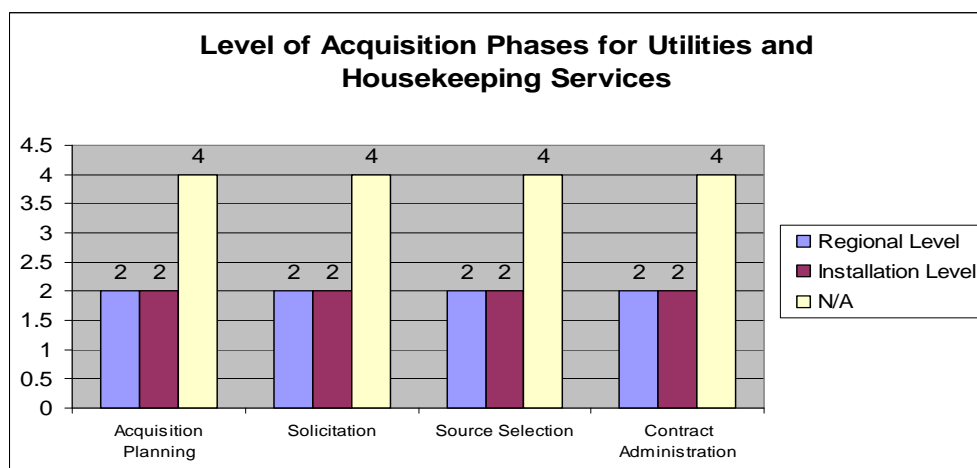 Level of Acquisition Phases for Utilities and
Housekeeping Services
4.5
4
3.5
3
2.5
2
1.5
1
0.5
0
2 2 4
2 2 4
2 2 4
2 2 4
Acquisition
Planning
Solicitation
Source Selection
Contract
Administration
Regional Level
Installation Level
N/A